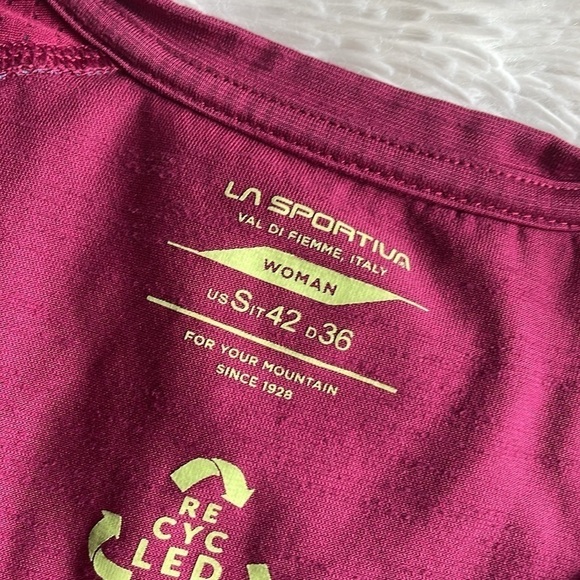 LA SPORTIVA
VAL DI FIEMME, ITALY
WOMAN
US S IT 42 D 36
FOR YOUR MOUNTAIN
SINCE 1928
RE
CYC
LED